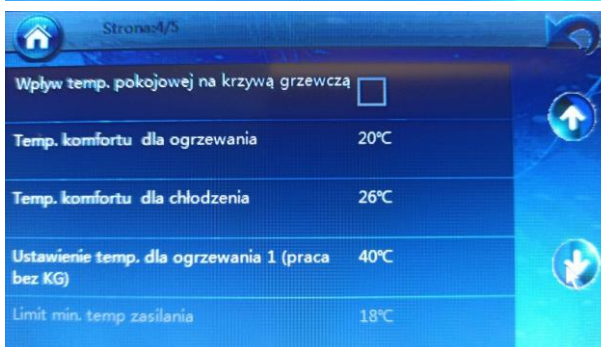 Strona:4/5
Wpływ temp. pokojowej na krzywą grzewczą
Temp. komfortu dla ogrzewania 20℃
Temp. komfortu dla chłodzenia 26℃
Ustawienie temp. dla ogrzewania 1 (praca 40℃
bez KG)
Limit min. temp zasilania 18℃